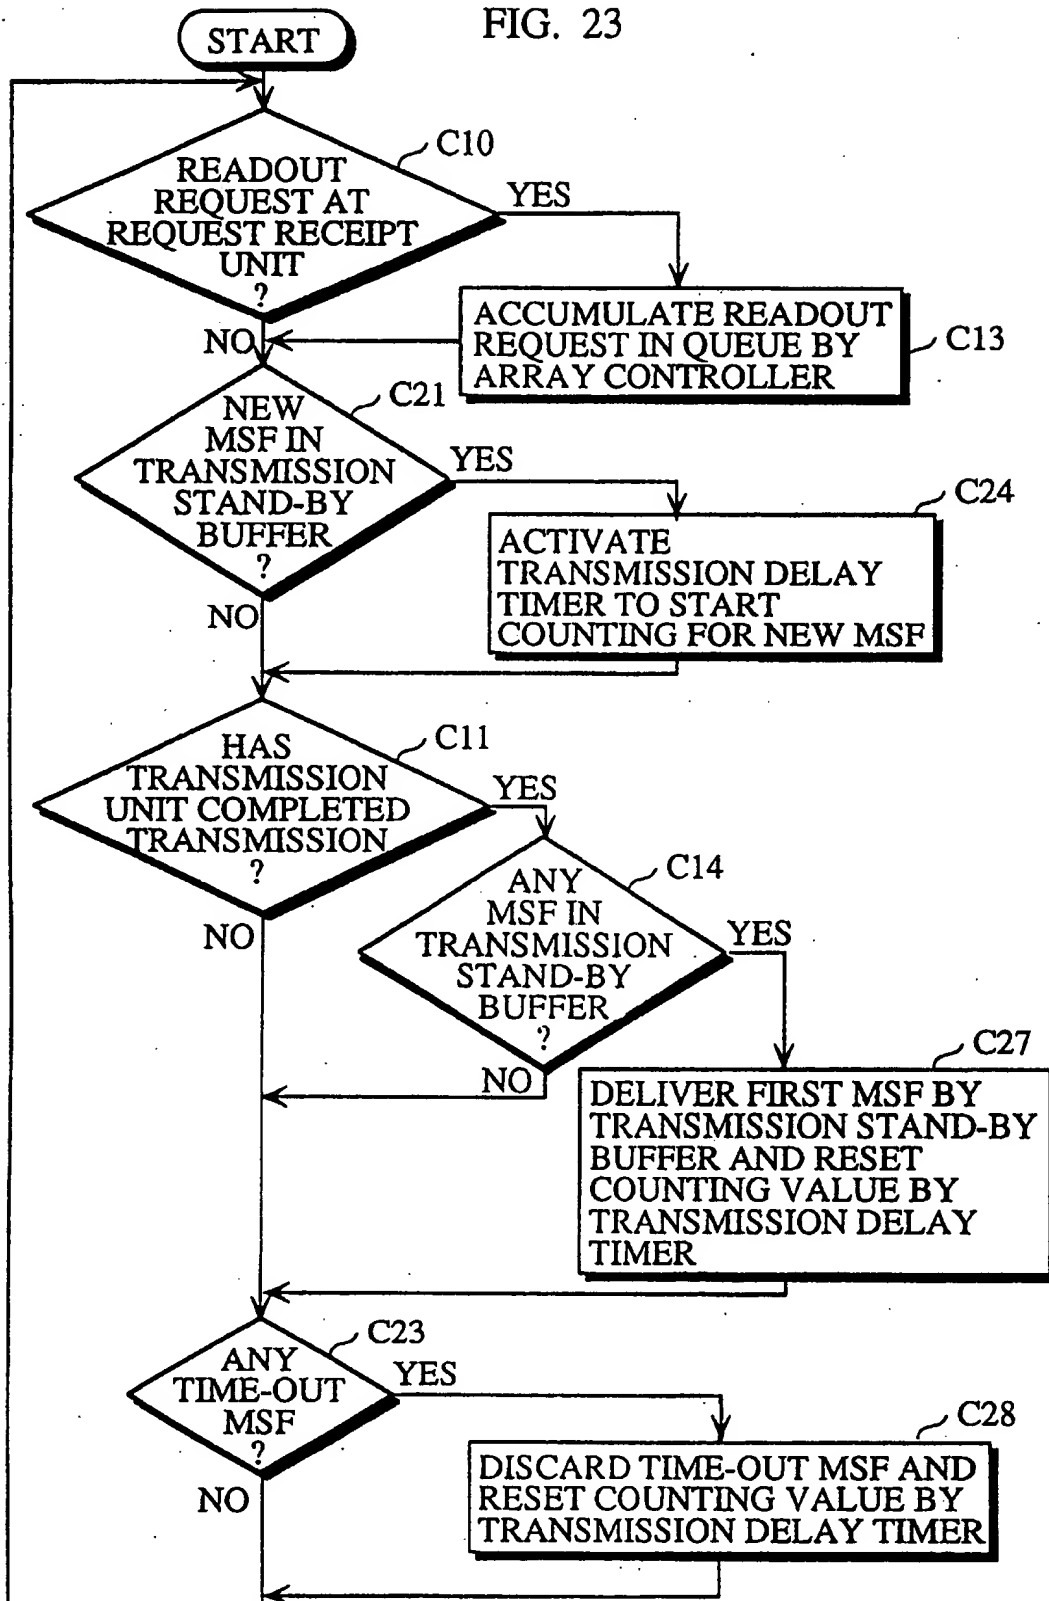 FIG. 23
START
C10
READOUT
REQUEST AT
REQUEST RECEIPT
UNIT
?
YES
NO
ACCUMULATE READOUT
REQUEST IN QUEUE BY
ARRAY CONTROLLER
C13
C21
NEW
MSF IN
TRANSMISSION
STAND-BY
BUFFER
?
YES
NO
C24
ACTIVATE
TRANSMISSION DELAY
TIMER TO START
COUNTING FOR NEW MSF
C11
HAS
TRANSMISSION
UNIT COMPLETED
TRANSMISSION
?
YES
NO
C14
ANY
MSF IN
TRANSMISSION
STAND-BY
BUFFER
?
YES
NO
C27
DELIVER FIRST MSF BY
TRANSMISSION STAND-BY
BUFFER AND RESET
COUNTING VALUE BY
TRANSMISSION DELAY
TIMER
C23
ANY
TIME-OUT
MSF
?
YES
NO
C28
DISCARD TIME-OUT MSF AND
RESET COUNTING VALUE BY
TRANSMISSION DELAY TIMER